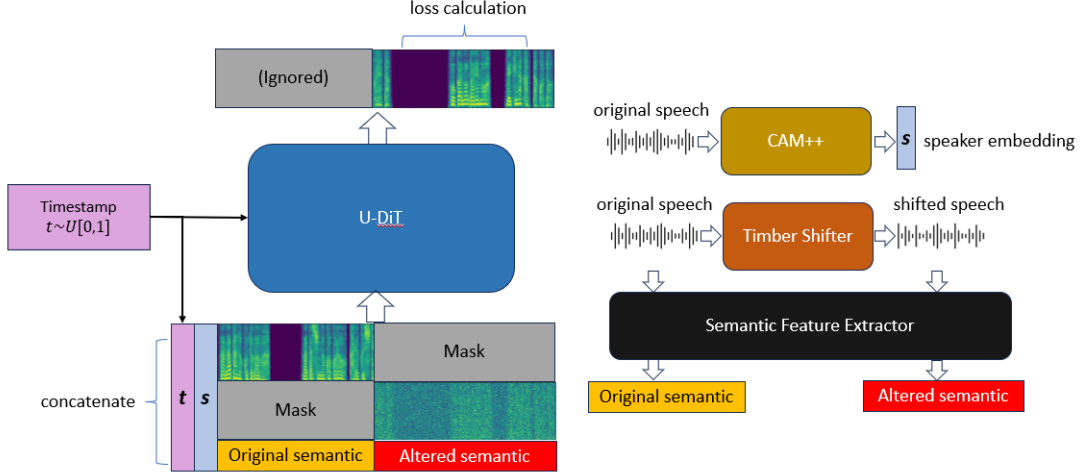 loss calculation
(Ignored)
U-DiT
Timestamp
t~U[0,1]
concatenate
t
s
Mask
Mask
Original semantic
Altered semantic
original speech
CAM++
s
speaker embedding
original speech
shifted speech
Timber Shifter
Semantic Feature Extractor
Original semantic
Altered semantic